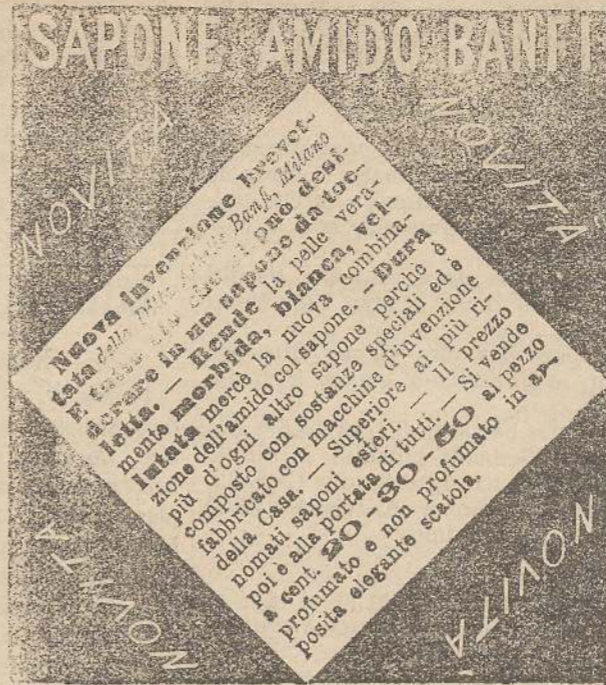 SAPONE AMIDO BANFI
NOVITÀ
NOVITÀ
Nuova invenzione brevet-
tata della Ditta Achille Banfi, Milano
E tutto ciò che si può desi-
derare in un sapone da toe-
letta. — Rende la pelle vera-
mente morbida, bianca, vel-
lutata mercè la nuova combina-
zione dell'amido col sapone. — Dura
più d'ogni altro sapone perchè è
composto con sostanze speciali ed è
fabbricato con macchine d'invenzione
della Casa. — Superiore ai più ri-
nomati saponi esteri. — Il prezzo
poi è alla portata di tutti. — Si vende
a cent. 20-30-50 al pezzo
profumato e non profumato in ap-
posita elegante scatola.
NOVITÀ
NOVITÀ